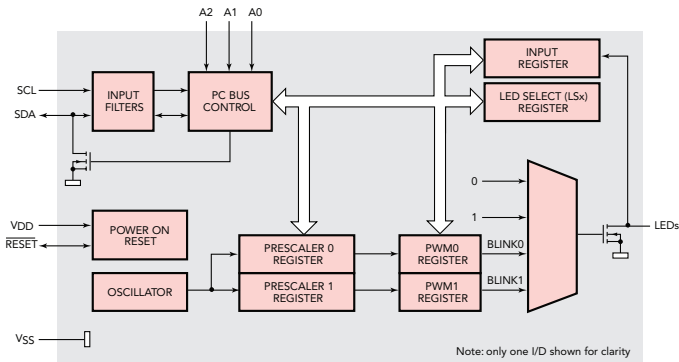 A2 A1 A0
SCL
SDA
INPUT
FILTERS
PC BUS
CONTROL
INPUT
REGISTER
LED SELECT (LSx)
REGISTER
0
1
LEDs
VDD
RESET
POWER ON
RESET
OSCILLATOR
PRESCALER 0
REGISTER
PRESCALER 1
REGISTER
PWM0
REGISTER
PWM1
REGISTER
BLINK0
BLINK1
VSS
Note: only one I/D shown for clarity